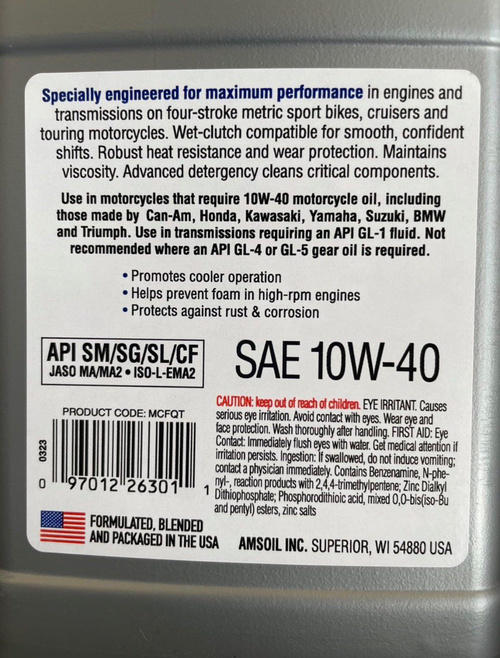 Specially engineered for maximum performance in engines and
transmissions on four-stroke metric sport bikes, cruisers and
touring motorcycles. Wet-clutch compatible for smooth, confident
shifts. Robust heat resistance and wear protection. Maintains
viscosity. Advanced detergency cleans critical components.
Use in motorcycles that require 10W-40 motorcycle oil, including
those made by Can-Am, Honda, Kawasaki, Yamaha, Suzuki, BMW
and Triumph. Use in transmissions requiring an API GL-1 fluid. Not
recommended where an API GL-4 or GL-5 gear oil is required.
• Promotes cooler operation
• Helps prevent foam in high-rpm engines
• Protects against rust & corrosion
API SM/SG/SL/CF
JASO MA/MA2 • ISO-L-EMA2
SAE 10W-40
PRODUCT CODE: MCFQT
0323
0 97012 26301 1
CAUTION: keep out of reach of children. EYE IRRITANT. Causes
serious eye irritation. Avoid contact with eyes. Wear eye and
face protection. Wash thoroughly after handling. FIRST AID: Eye
Contact: Immediately flush eyes with water. Get medical attention if
irritation persists. Ingestion: If swallowed, do not induce vomiting;
contact a physician immediately. Contains Benzenamine, N-phe-
nyl-, reaction products with 2,4,4-trimethylpentene; Zinc Dialkyl
Dithiophosphate; Phosphorodithioic acid, mixed O,O-bis(iso-Bu
and pentyl) esters, zinc salts
FORMULATED, BLENDED
AND PACKAGED IN THE USA
AMSOIL INC. SUPERIOR, WI 54880 USA